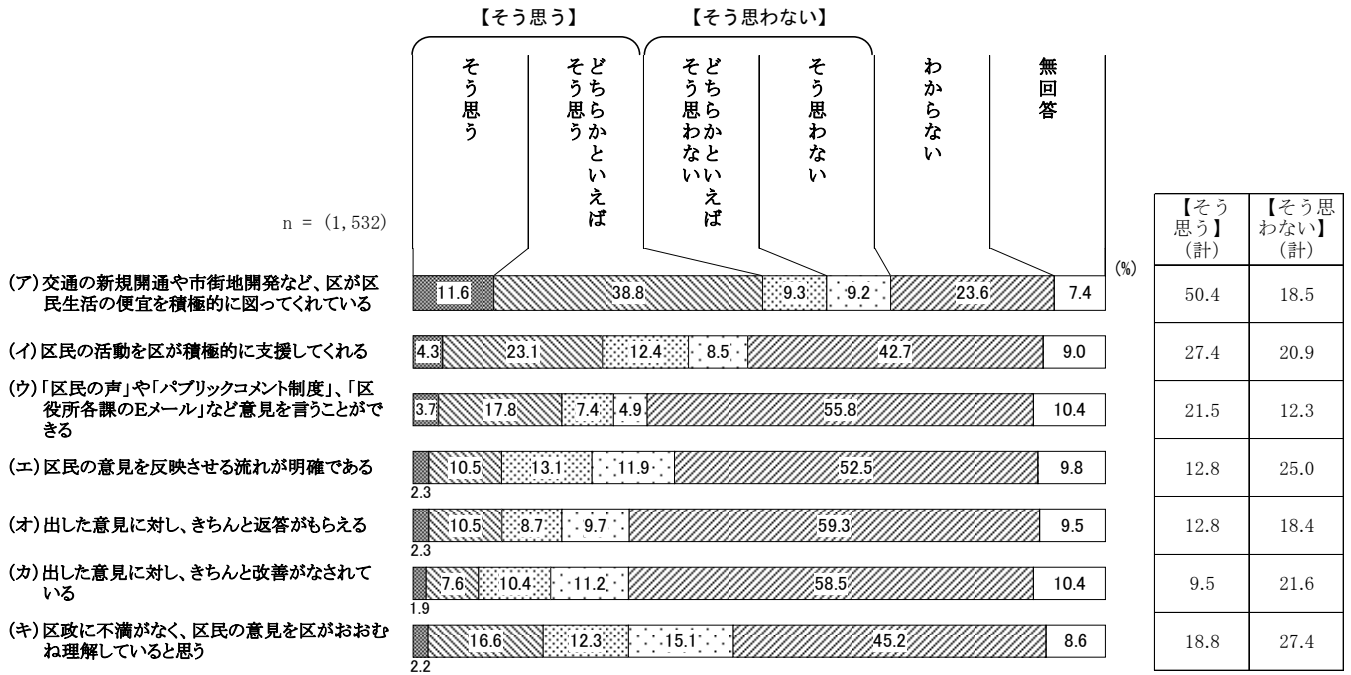 【そう思う】 【そう思わない】
そう思う
どちらかといえば
そう思う
どちらかといえば
そう思わない
そう思わない
わからない
無回答
n = (1,532)
(%)
【そう
思う】
(計)
【そう思
わない】
(計)
(ア)交通の新規開通や市街地開発など、区が区
民生活の便宜を積極的に図ってくれている
11.6 38.8 9.3 9.2 23.6 7.4 50.4 18.5
(イ)区民の活動を区が積極的に支援してくれる
4.3 23.1 12.4 8.5 42.7 9.0 27.4 20.9
(ウ)「区民の声」や「パブリックコメント制度」、「区
役所各課のEメール」など意見を言うことがで
きる
3.7 17.8 7.4 4.9 55.8 10.4 21.5 12.3
(エ)区民の意見を反映させる流れが明確である
2.3 10.5 13.1 11.9 52.5 9.8 12.8 25.0
(オ)出した意見に対し、きちんと返答がもらえる
2.3 10.5 8.7 9.7 59.3 9.5 12.8 18.4
(カ)出した意見に対し、きちんと改善がなされて
いる
1.9 7.6 10.4 11.2 58.5 10.4 9.5 21.6
(キ)区政に不満がなく、区民の意見を区がおおむ
ね理解していると思う
2.2 16.6 12.3 15.1 45.2 8.6 18.8 27.4